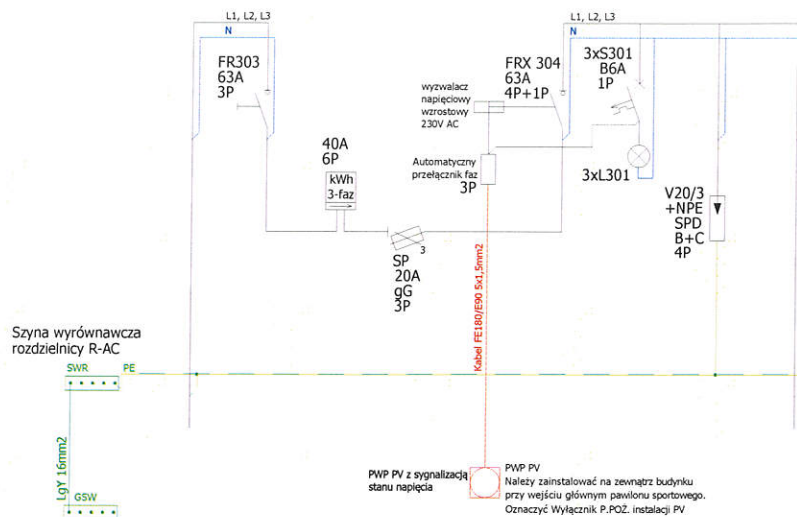 L1, L2, L3
N
FR303
63A
3P
40A
6P
kWh
3-faz
SP
20A
gG
3P
3
wyzwalacz
napięciowy
wzrostowy
230V AC
Automatyczny
przełącznik faz
3P
FRX 304
63A
4P+1P
L1, L2, L3
N
3xS301
B6A
1P
3xL301
V20/3
+NPE
SPD
B+C
4P
Kabel FE180/E90 5x1,5mm2
Szyna wyrównawcza
rozdzielnicy R-AC
SWR
PE
LgY 16mm2
GSW
PWP PV z sygnalizacją
stanu napięcia
PWP PV
Należy zainstalować na zewnątrz budynku
przy wejściu głównym pawilonu sportowego.
Oznaczyć Wyłącznik P.POŻ. instalacji PV